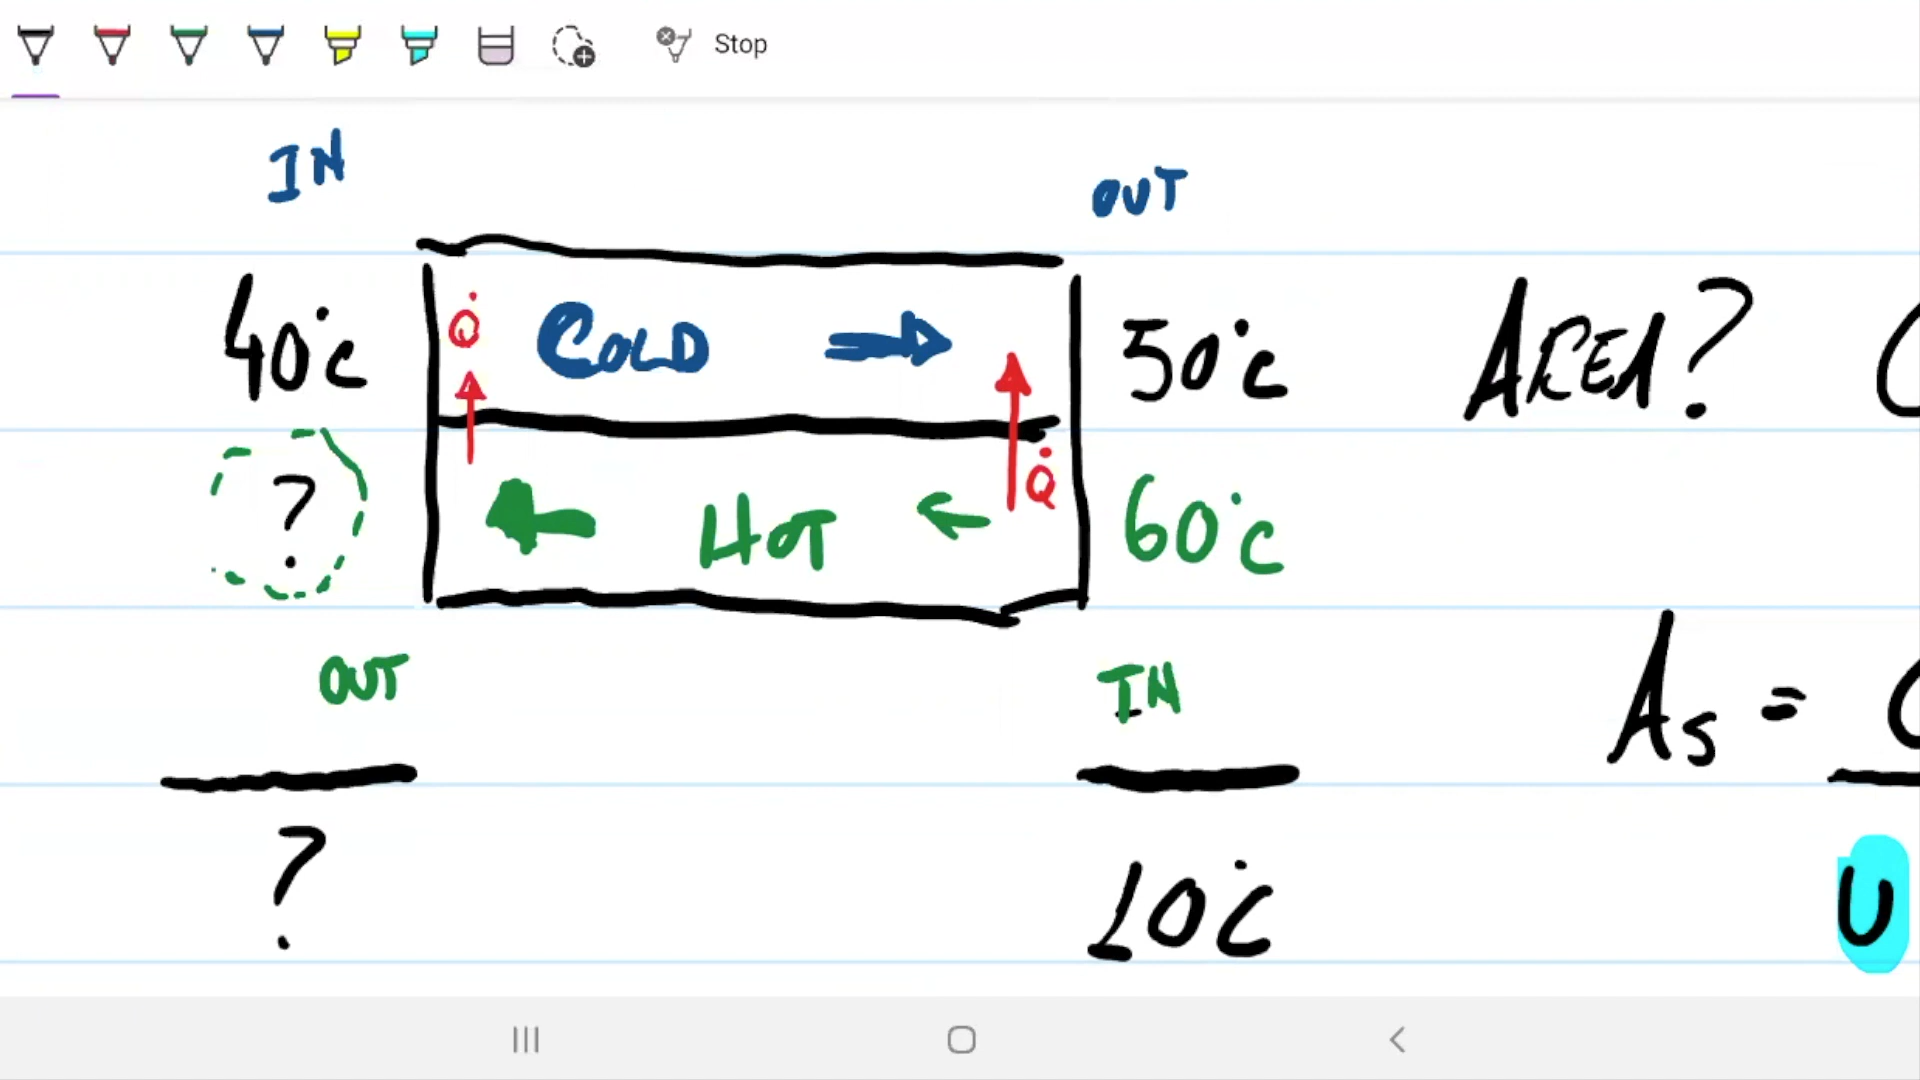 Stop
IN
OUT
40°C
Q̇
COLD
50°C
AREA?
?
HOT
Q̇
60°C
OUT
IN
As =
?
10°C
U